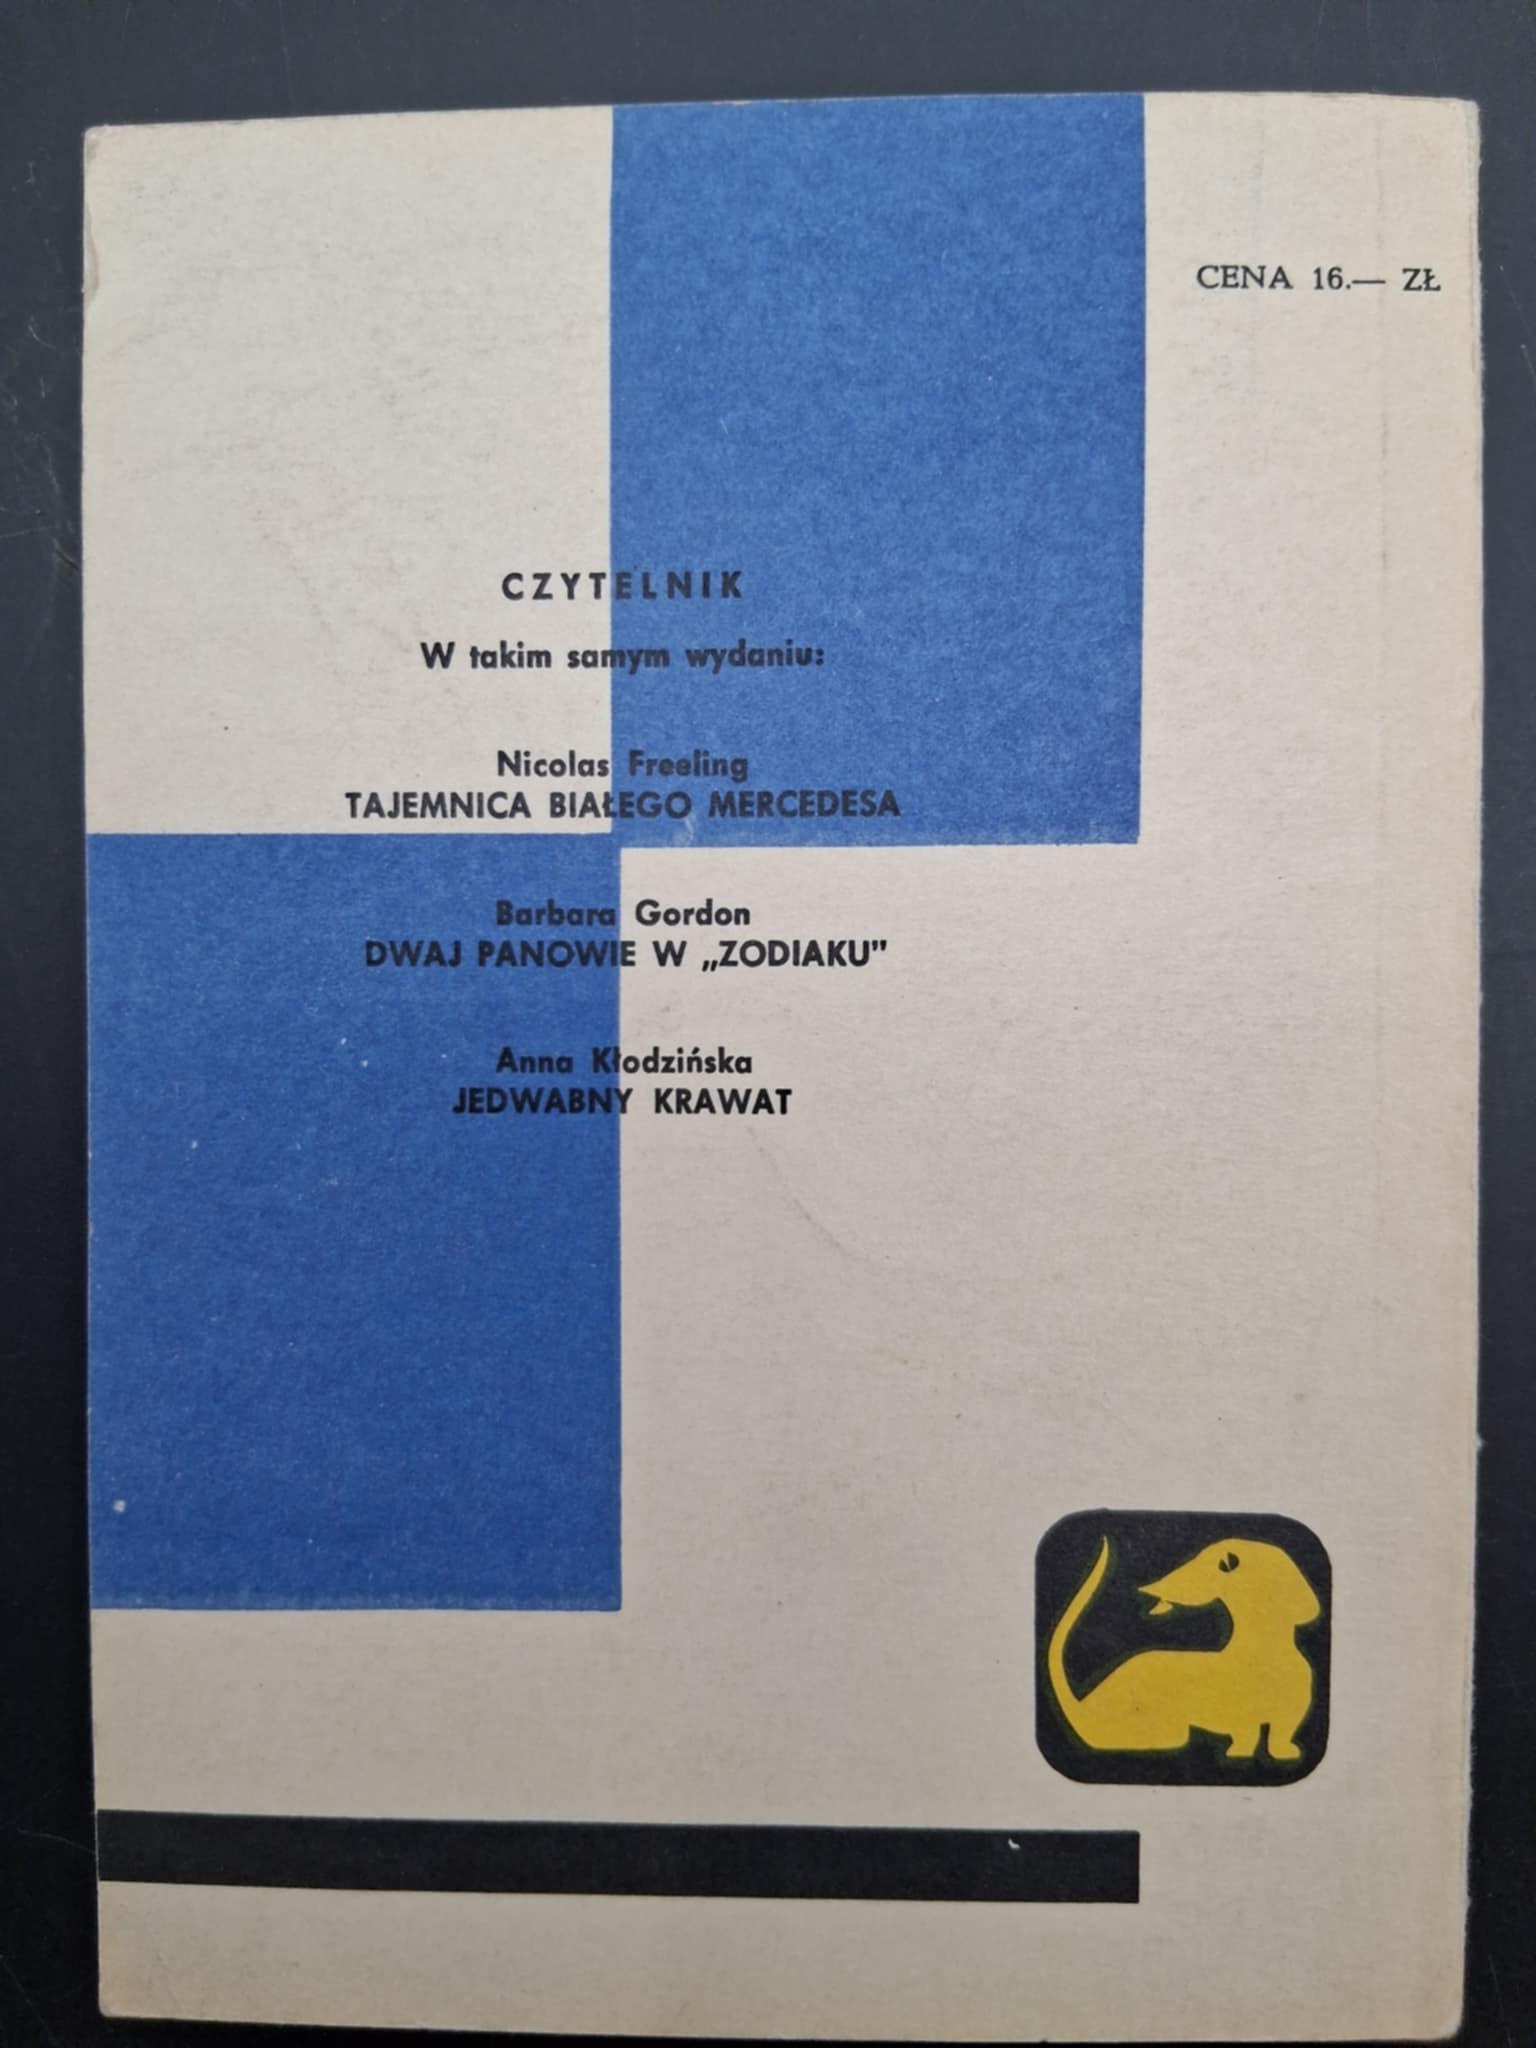 CENA 16.— ZŁ
CZYTELNIK
W takim samym wydaniu:
Nicolas Freeling
TAJEMNICA BIAŁEGO MERCEDESA
Barbara Gordon
DWAJ PANOWIE W „ZODIAKU”
Anna Kłodzińska
JEDWABNY KRAWAT